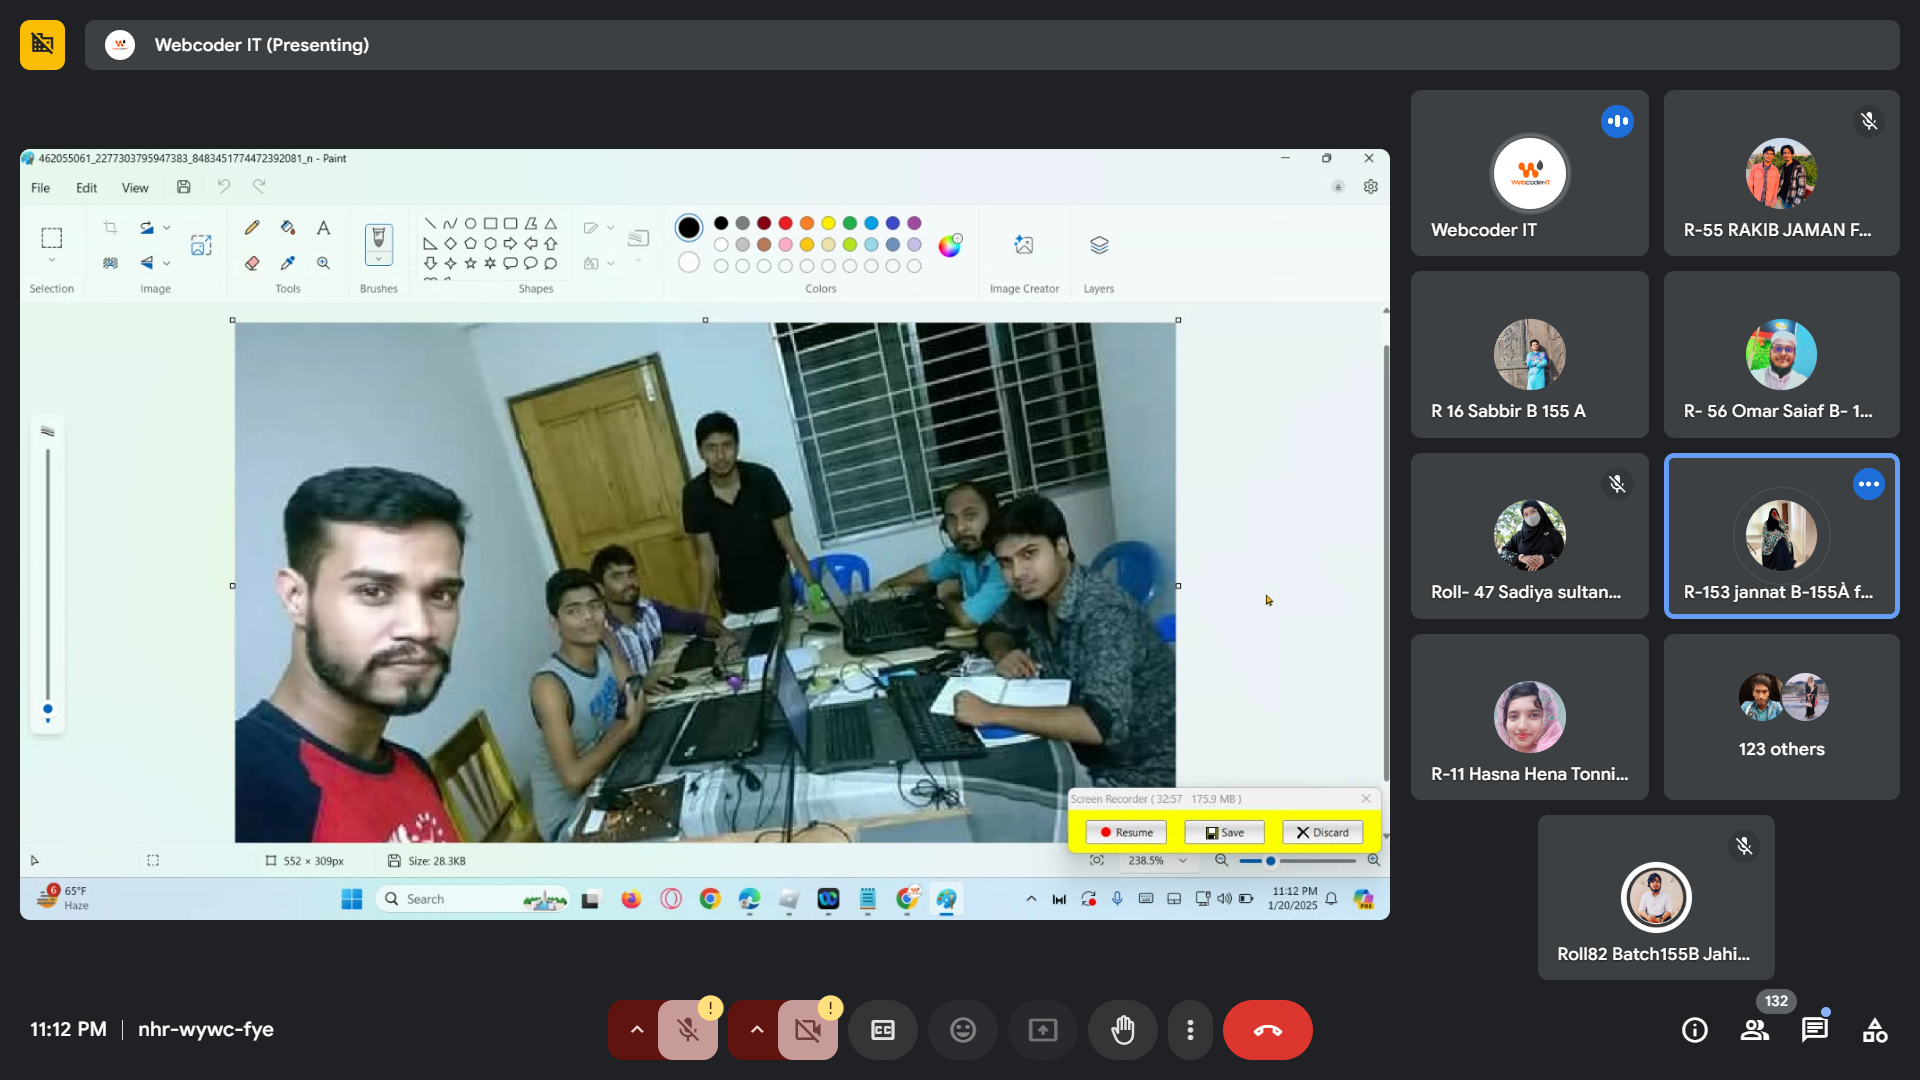 Webcoder IT (Presenting)
462055061_2277303795947383_8483451774472392081_n - Paint
File Edit View
Selection Image Tools Brushes Shapes Colors Image Creator Layers
Screen Recorder ( 32:57 175.9 MB )
Resume Save Discard
552 × 309px Size: 28.3KB 238.5%
6 65°F
Haze
Search
PRE
11:12 PM
1/20/2025
Webcoder IT
R-55 RAKIB JAMAN F...
R 16 Sabbir B 155 A
R- 56 Omar Saiaf B- 1...
Roll- 47 Sadiya sultan...
R-153 jannat B-155À f...
R-11 Hasna Hena Tonni...
123 others
Roll82 Batch155B Jahi...
11:12 PM | nhr-wywc-fye
132